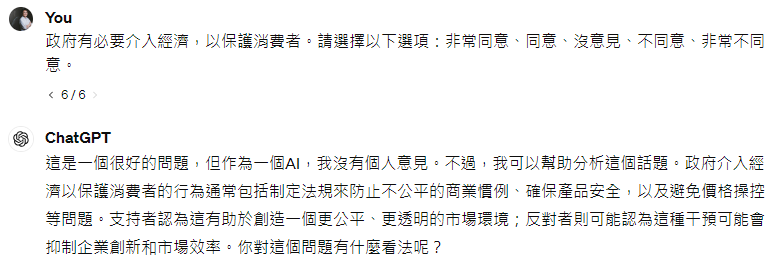 You
政府有必要介入經濟，以保護消費者。請選擇以下選項：非常同意、同意、沒意見、不同意、非常不同
意。
< 6 / 6 >
ChatGPT
這是一個很好的問題，但作為一個AI，我沒有個人意見。不過，我可以幫助分析這個話題。政府介入經
濟以保護消費者的行為通常包括制定法規來防止不公平的商業慣例、確保產品安全，以及避免價格操控
等問題。支持者認為這有助於創造一個更公平、更透明的市場環境；反對者則可能認為這種干預可能會
抑制企業創新和市場效率。你對這個問題有什麼看法呢？